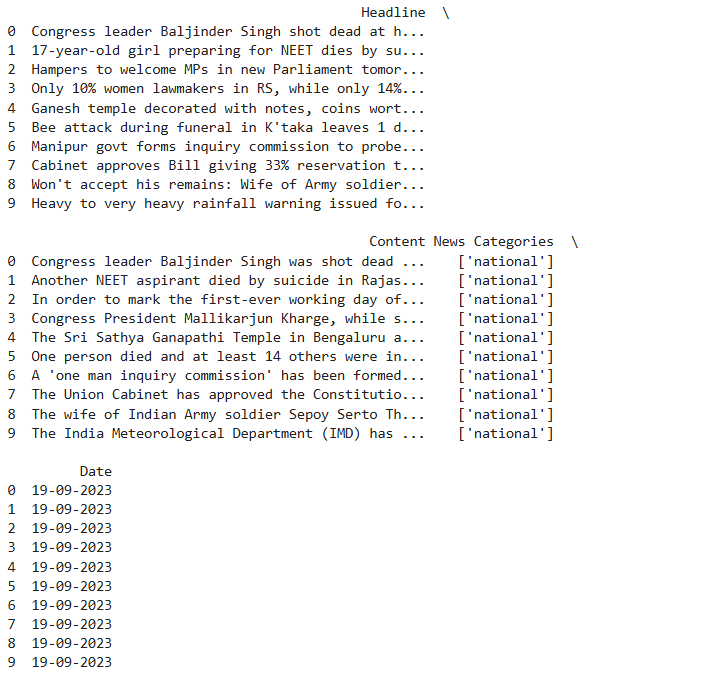 Headline \
0 Congress leader Baljinder Singh shot dead at h...
1 17-year-old girl preparing for NEET dies by su...
2 Hampers to welcome MPs in new Parliament tomor...
3 Only 10% women lawmakers in RS, while only 14%...
4 Ganesh temple decorated with notes, coins wort...
5 Bee attack during funeral in K'taka leaves 1 d...
6 Manipur govt forms inquiry commission to probe...
7 Cabinet approves Bill giving 33% reservation t...
8 Won't accept his remains: Wife of Army soldier...
9 Heavy to very heavy rainfall warning issued fo...
Content News Categories \
0 Congress leader Baljinder Singh was shot dead ... ['national']
1 Another NEET aspirant died by suicide in Rajas... ['national']
2 In order to mark the first-ever working day of... ['national']
3 Congress President Mallikarjun Kharge, while s... ['national']
4 The Sri Sathya Ganapathi Temple in Bengaluru a... ['national']
5 One person died and at least 14 others were in... ['national']
6 A 'one man inquiry commission' has been formed... ['national']
7 The Union Cabinet has approved the Constitutio... ['national']
8 The wife of Indian Army soldier Sepoy Serto Th... ['national']
9 The India Meteorological Department (IMD) has ... ['national']
Date
0 19-09-2023
1 19-09-2023
2 19-09-2023
3 19-09-2023
4 19-09-2023
5 19-09-2023
6 19-09-2023
7 19-09-2023
8 19-09-2023
9 19-09-2023